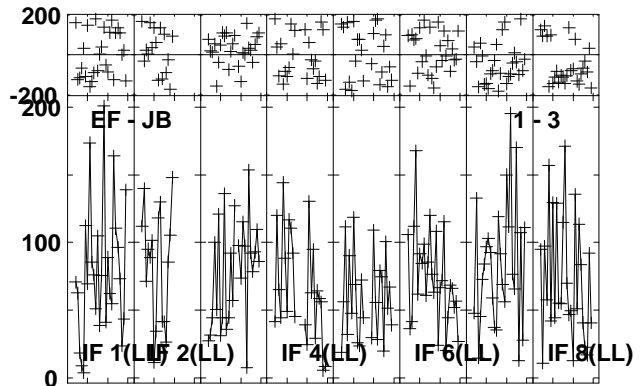 200
-200
200
EF - JB 1 - 3
100
IF 1(LL) IF 2(LL) IF 4(LL) IF 6(LL) IF 8(LL)
0